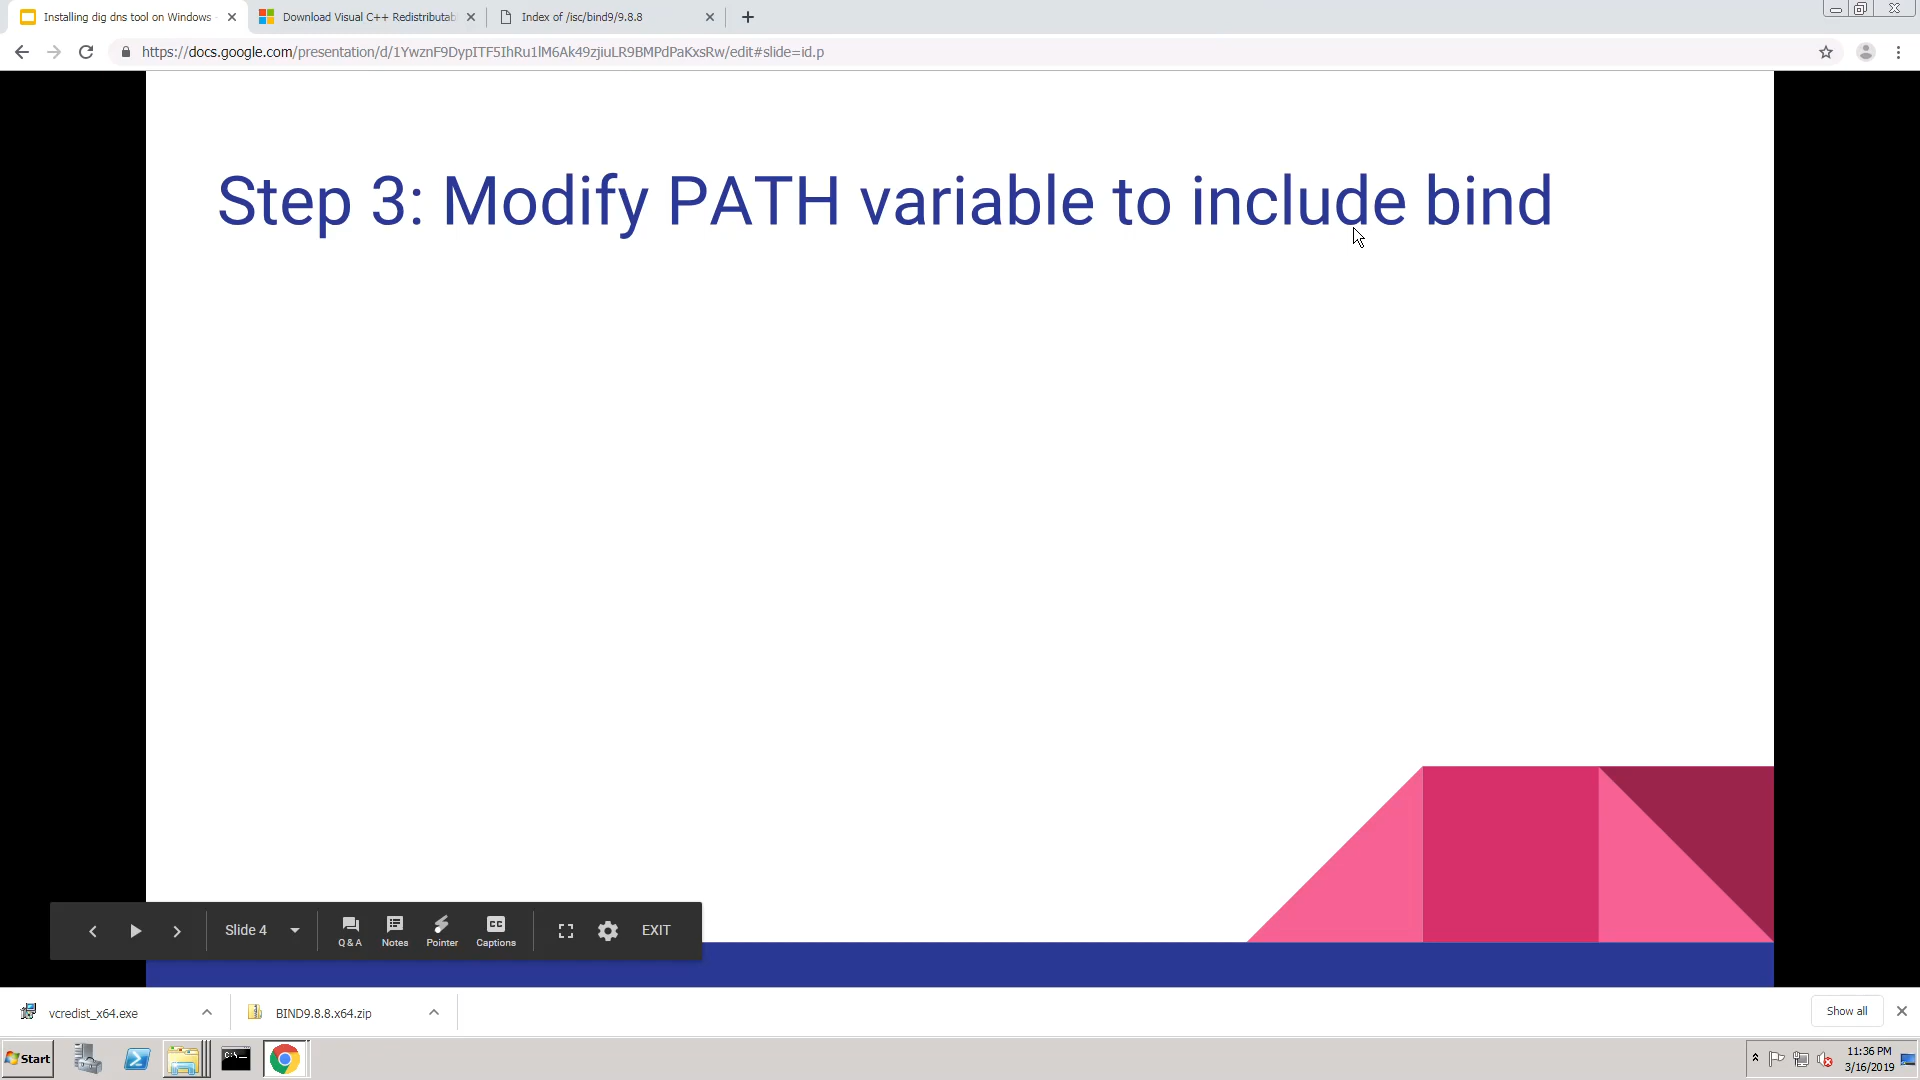 Installing dig dns tool on Windows
Download Visual C++ Redistributab
Index of /isc/bind9/9.8.8
https://docs.google.com/presentation/d/1YwznF9DypITF5IhRu1lM6Ak49zjiuLR9BMPdPaKxsRw/edit#slide=id.p
Step 3: Modify PATH variable to include bind
Slide 4
Q & A
Notes
Pointer
CC
Captions
EXIT
vcredist_x64.exe
BIND9.8.8.x64.zip
Show all
Start
C:\
11:36 PM
3/16/2019